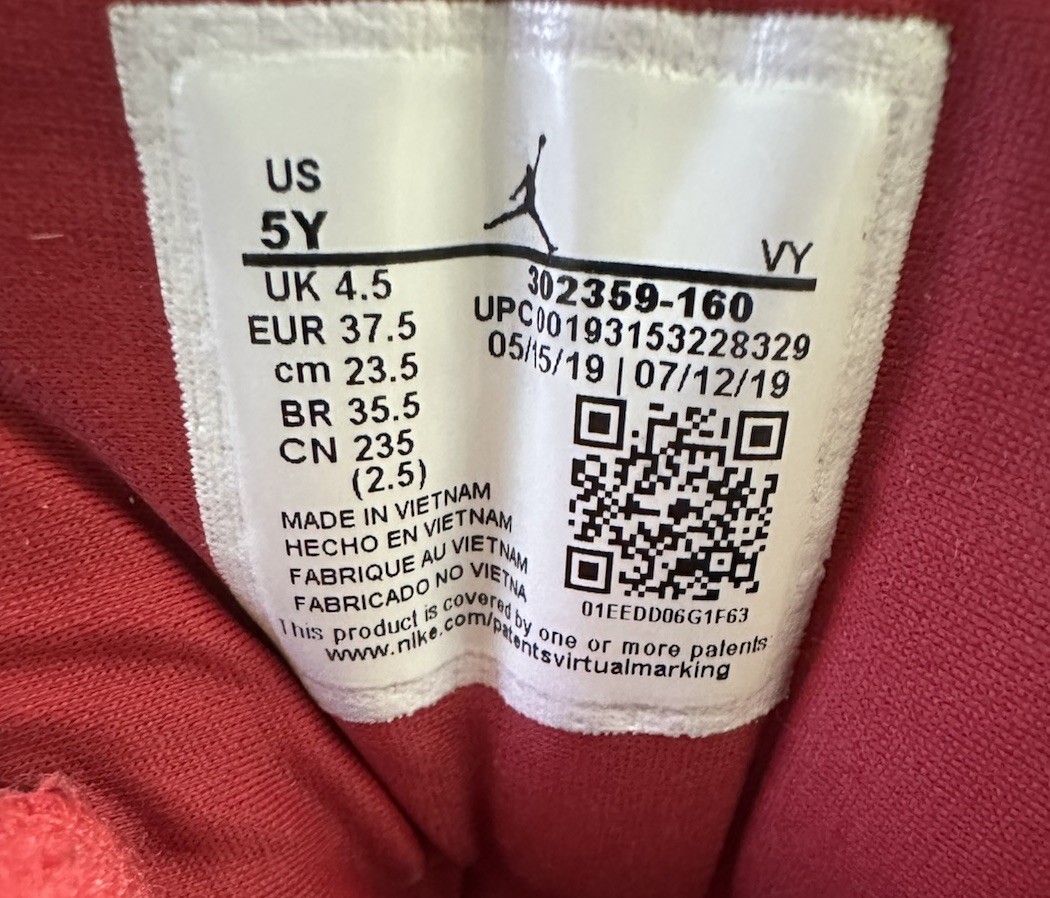 US
5Y
VY
UK 4.5
EUR 37.5
cm 23.5
BR 35.5
CN 235
(2.5)
302359-160
UPC00193153228329
05/15/19 | 07/12/19
MADE IN VIETNAM
HECHO EN VIETNAM
FABRIQUE AU VIETNAM
FABRICADO NO VIETNA
01EEDD06G1F63
This product is covered by one or more patents
www.nike.com/patentsvirtualmarking